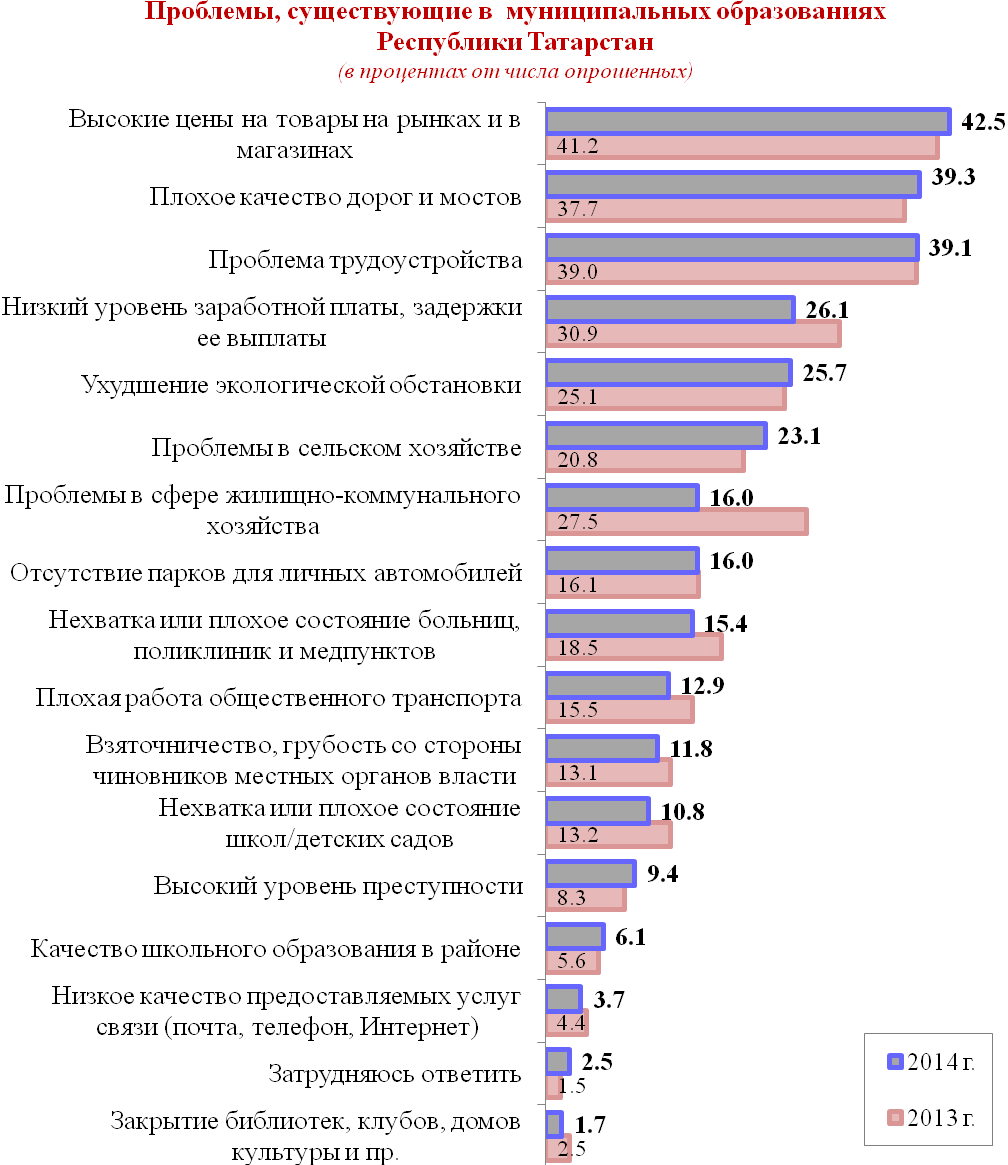 Проблемы, существующие в муниципальных образованиях
Республики Татарстан
(в процентах от числа опрошенных)
Высокие цены на товары на рынках и в
магазинах
42.5
41.2
Плохое качество дорог и мостов
39.3
37.7
Проблема трудоустройства
39.1
39.0
Низкий уровень заработной платы, задержки
ее выплаты
26.1
30.9
Ухудшение экологической обстановки
25.7
25.1
Проблемы в сельском хозяйстве
23.1
20.8
Проблемы в сфере жилищно-коммунального
хозяйства
16.0
27.5
Отсутствие парков для личных автомобилей
16.0
16.1
Нехватка или плохое состояние больниц,
поликлиник и медпунктов
15.4
18.5
Плохая работа общественного транспорта
12.9
15.5
Взяточничество, грубость со стороны
чиновников местных органов власти
11.8
13.1
Нехватка или плохое состояние
школ/детских садов
10.8
13.2
Высокий уровень преступности
9.4
8.3
Качество школьного образования в районе
6.1
5.6
Низкое качество предоставляемых услуг
связи (почта, телефон, Интернет)
3.7
4.4
Затрудняюсь ответить
2.5
1.5
Закрытие библиотек, клубов, домов
культуры и пр.
1.7
2.5
2014 г.
2013 г.